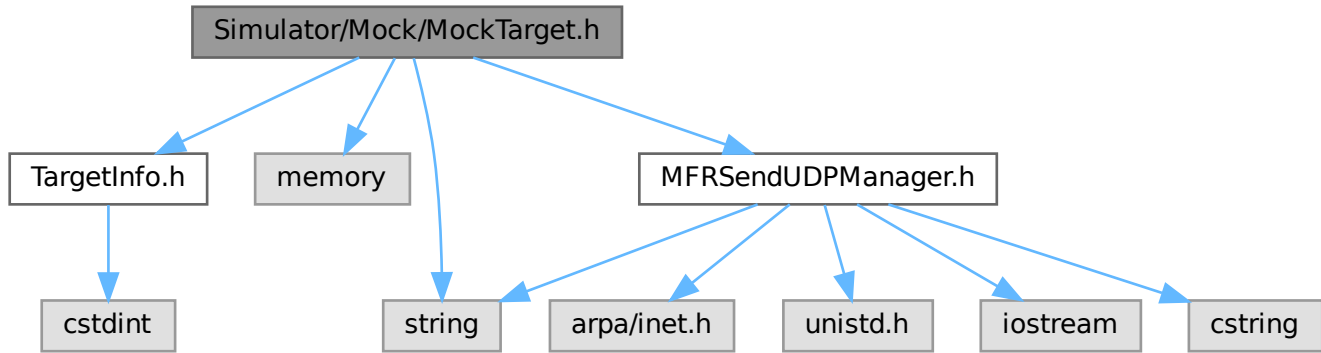 Simulator/Mock/MockTarget.h
TargetInfo.h
memory
MFRSendUDPManager.h
cstdint
string
arpa/inet.h
unistd.h
iostream
cstring